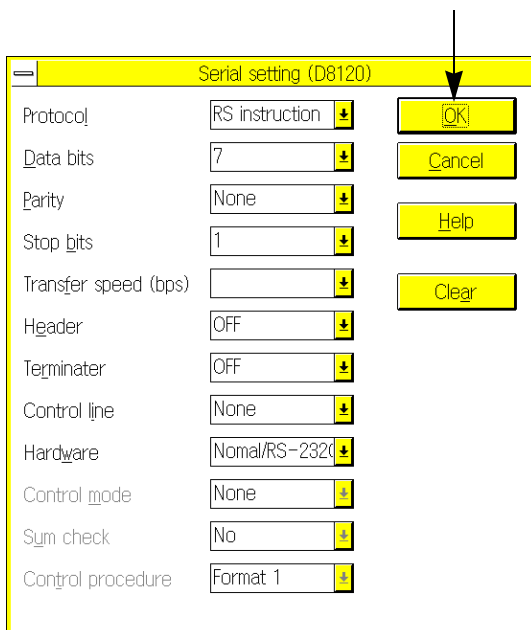 Serial setting (D8120)
Protocol RS instruction OK
Data bits 7 Cancel
Parity None
Help
Stop bits 1
Transfer speed (bps) Clear
Header OFF
Terminater OFF
Control line None
Hardware Nomal/RS-232C
Control mode None
Sum check No
Control procedure Format 1